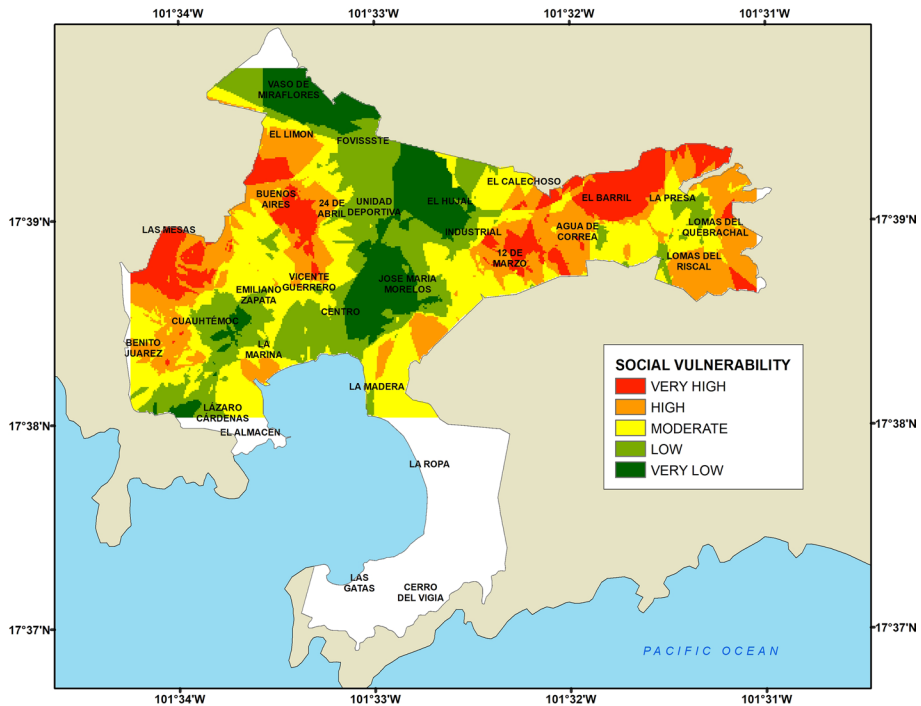 101°34'W 101°33'W 101°32'W 101°31'W
VASO DE
MIRAFLORES
EL LIMON
FOVISSSTE
EL CALECHOSO
BUENOS
AIRES
24 DE
ABRIL
UNIDAD
DEPORTIVA
EL HUJAL
EL BARRIL
LA PRESA
17°39'N
17°39'N
LAS MESAS
INDUSTRIAL
AGUA DE
CORREA
LOMAS DEL
QUEBRACHAL
12 DE
MARZO
LOMAS DEL
RISCAL
VICENTE
GUERRERO
JOSE MARIA
MORELOS
EMILIANO
ZAPATA
CENTRO
CUAUHTÉMOC
BENITO
JUAREZ
LA
MARINA
LA MADERA
LÁZARO
CÁRDENAS
EL ALMACEN
17°38'N
17°38'N
SOCIAL VULNERABILITY
VERY HIGH
HIGH
MODERATE
LOW
VERY LOW
LA ROPA
LAS
GATAS
CERRO
DEL VIGIA
17°37'N
17°37'N
PACIFIC OCEAN
101°34'W 101°33'W 101°32'W 101°31'W